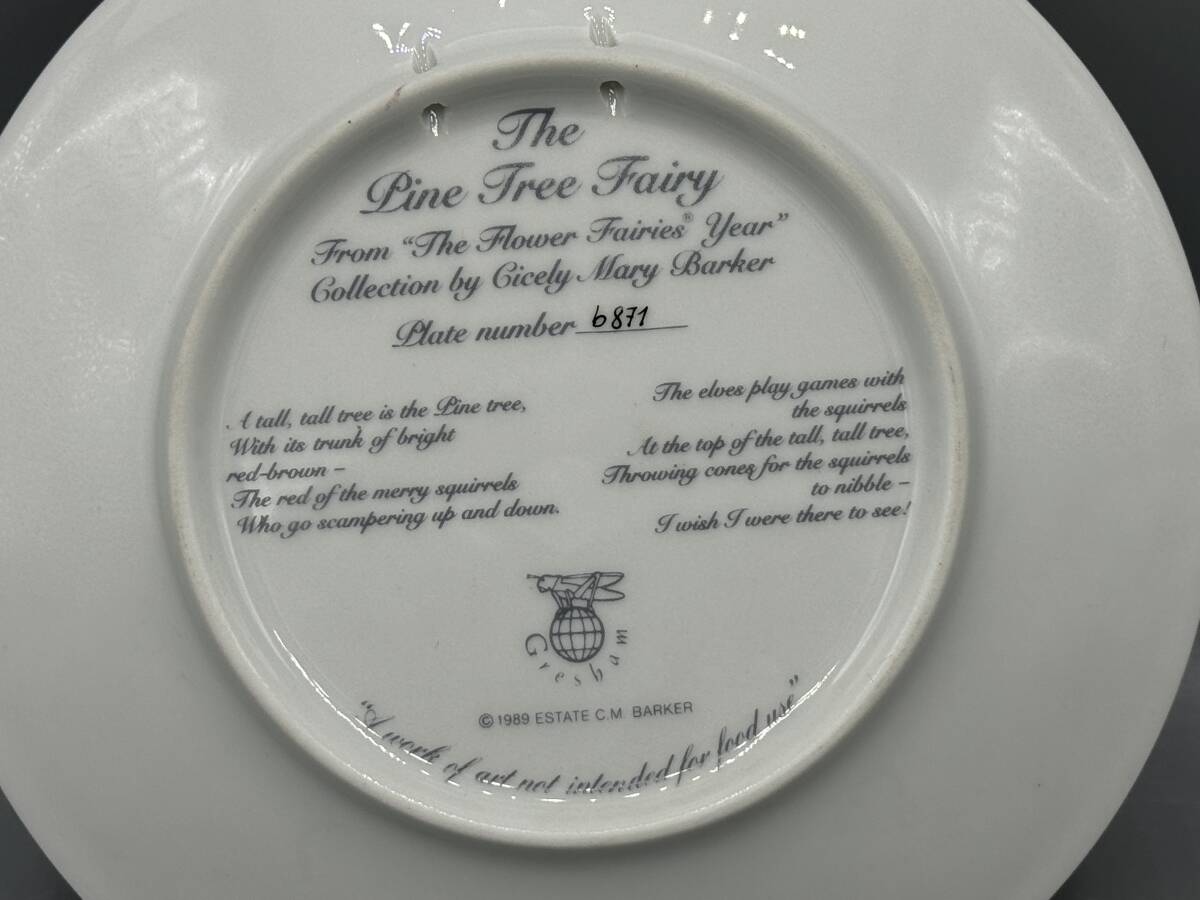 The
Pine Tree Fairy
From “The Flower Fairies® Year”
Collection by Cicely Mary Barker
Plate number 6871
A tall, tall tree is the Pine tree,
With its trunk of bright
red-brown –
The red of the merry squirrels
Who go scampering up and down.
The elves play games with
the squirrels
At the top of the tall, tall tree,
Throwing cones for the squirrels
to nibble –
I wish I were there to see!
Gresham
© 1989 ESTATE C.M. BARKER
“A work of art not intended for food use”